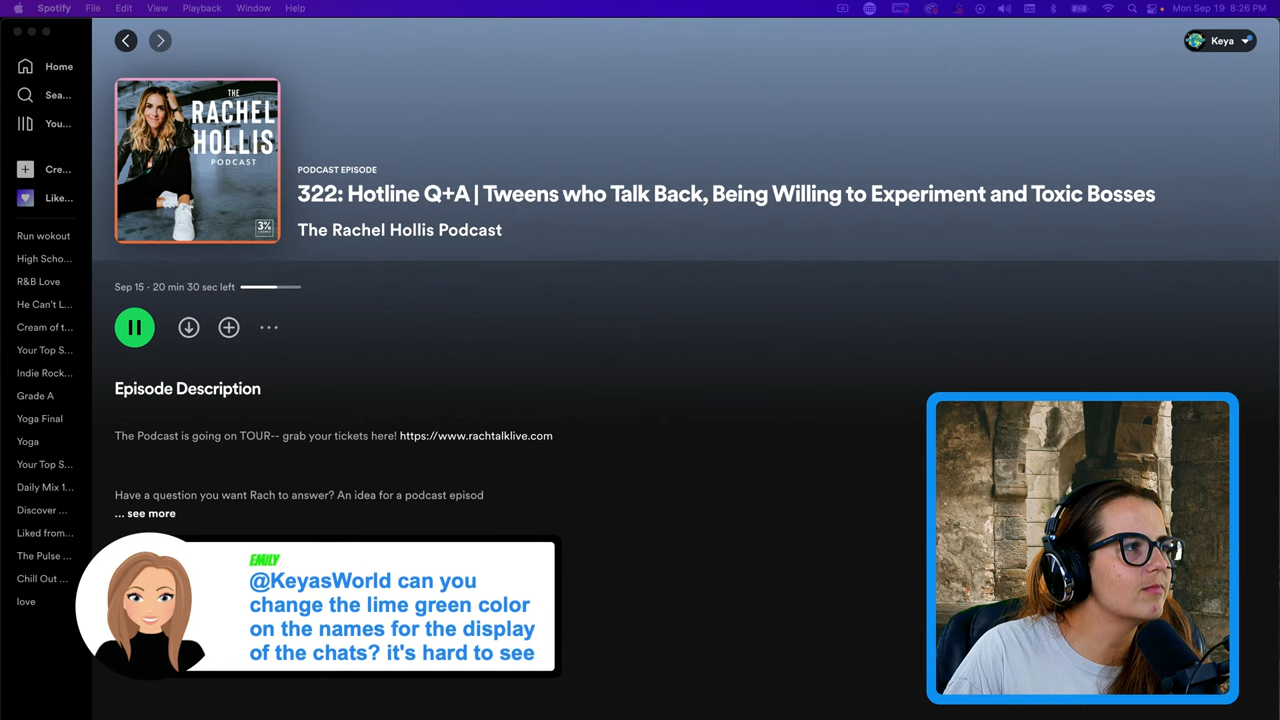 Spotify File Edit View Playback Window Help
Mon Sep 19 8:26 PM
Home
Sea...
You...
Cre...
Like...
Run wokout
High Scho...
R&B Love
He Can't L...
Cream of t...
Your Top S...
Indie Rock...
Grade A
Yoga Final
Yoga
Your Top S...
Daily Mix 1...
Discover ...
Liked from...
The Pulse ...
Chill Out ...
love
Keya
THE
RACHEL
HOLLIS
PODCAST
3%
PODCAST EPISODE
322: Hotline Q+A | Tweens who Talk Back, Being Willing to Experiment and Toxic Bosses
The Rachel Hollis Podcast
Sep 15 · 20 min 30 sec left
Episode Description
The Podcast is going on TOUR-- grab your tickets here! https://www.rachtalklive.com
Have a question you want Rach to answer? An idea for a podcast episod
... see more
EMILY
@KeyasWorld can you
change the lime green color
on the names for the display
of the chats? it's hard to see